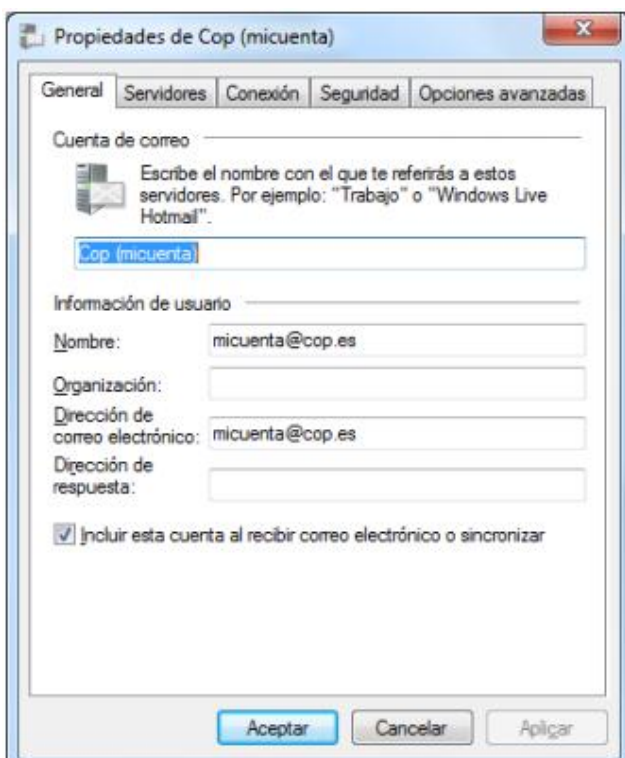 Propiedades de Cop (micuenta)
General Servidores Conexión Seguridad Opciones avanzadas
Cuenta de correo
Escribe el nombre con el que te referirás a estos
servidores. Por ejemplo: "Trabajo" o "Windows Live
Hotmail".
Cop (micuenta)
Información de usuario
Nombre: micuenta@cop.es
Organización:
Dirección de
correo electrónico: micuenta@cop.es
Dirección de
respuesta:
Incluir esta cuenta al recibir correo electrónico o sincronizar
Aceptar Cancelar Aplicar